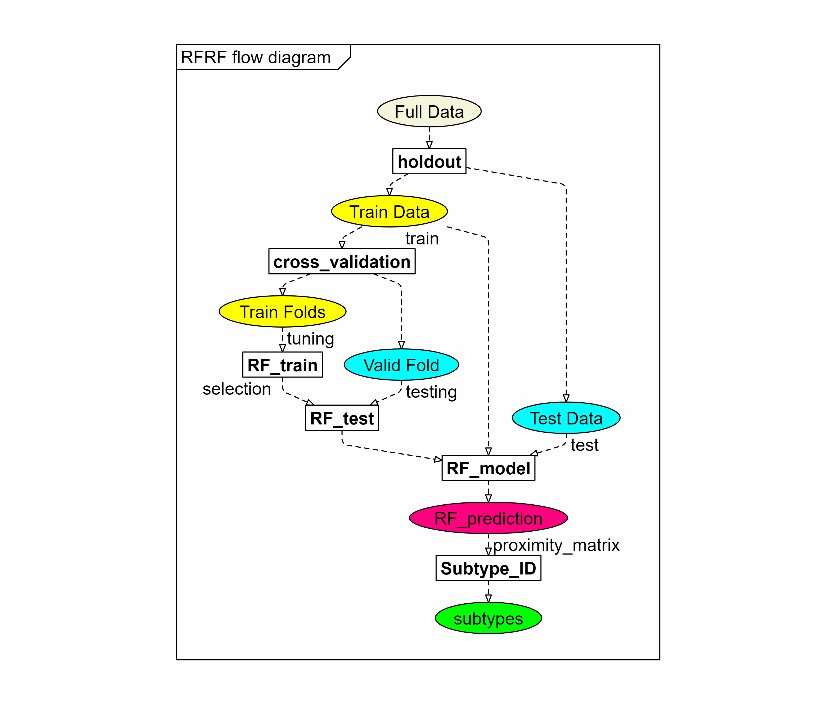 RFRF flow diagram
Full Data
holdout
Train Data
train
cross_validation
Train Folds
tuning
RF_train
Valid Fold
selection
testing
RF_test
Test Data
test
RF_model
RF_prediction
proximity_matrix
Subtype_ID
subtypes